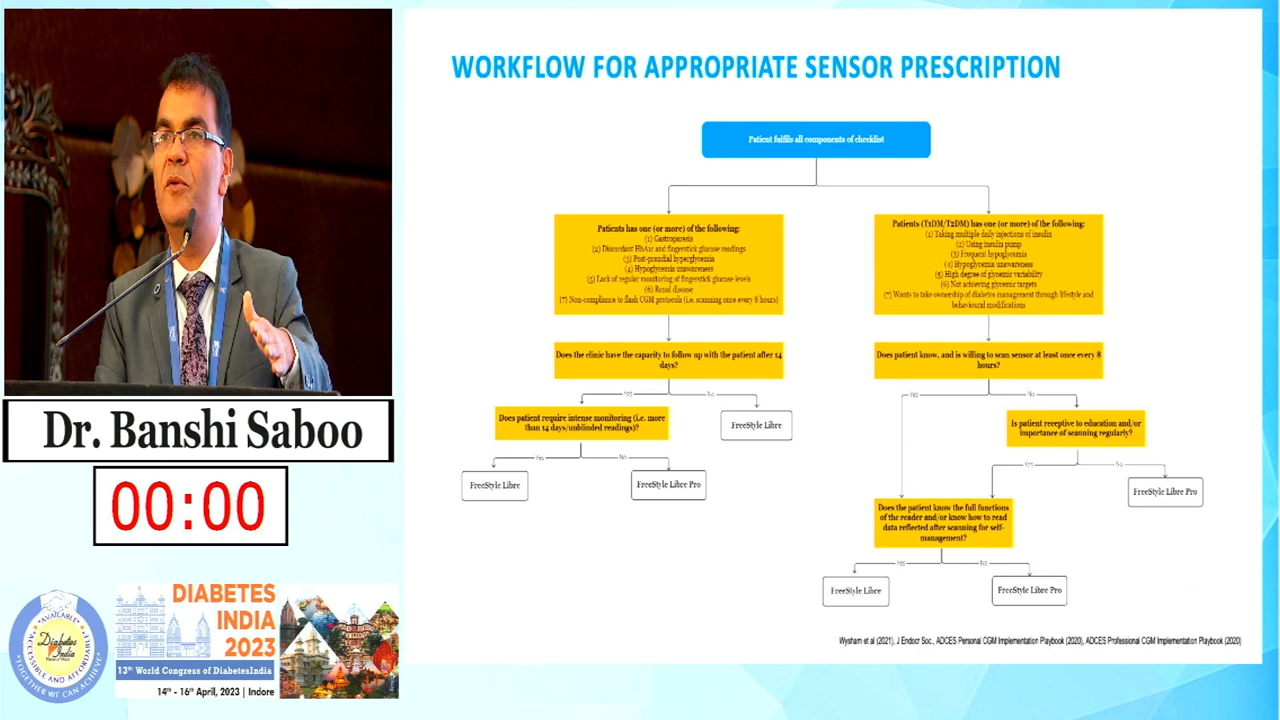 WORKFLOW FOR APPROPRIATE SENSOR PRESCRIPTION
Patient fulfils all components of checklist
Patients has one (or more) of the following:
(1) Gastroparesis
(2) Discordant HbA1c and fingerstick glucose readings
(3) Post-prandial hyperglycemia
(4) Hypoglycemia unawareness
(5) Lack of regular monitoring of fingerstick glucose levels
(6) Renal disease
(7) Non-compliance to flash CGM protocols (i.e. scanning once every 8 hours)
Does the clinic have the capacity to follow up with the patient after 14
days?
Yes
No
Does patient require intense monitoring (i.e. more
than 14 days/unblinded readings)?
FreeStyle Libre
Yes
No
FreeStyle Libre
FreeStyle Libre Pro
Patients (T1DM/T2DM) has one (or more) of the following:
(1) Taking multiple daily injections of insulin
(2) Using insulin pump
(3) Frequent hypoglycemia
(4) Hypoglycemia unawareness
(5) High degree of glycemic variability
(6) Not achieving glycemic targets
(7) Wants to take ownership of diabetes management through lifestyle and
behavioural modifications
Does patient know, and is willing to scan sensor at least once every 8
hours?
Yes
No
Is patient receptive to education and/or
importance of scanning regularly?
Yes
No
FreeStyle Libre Pro
Does the patient know the full functions
of the reader and/or know how to read
data reflected after scanning for self-
management?
Yes
No
FreeStyle Libre
FreeStyle Libre Pro
Wysham et al (2021), J Endocr Soc., ADCES Personal CGM Implementation Playbook (2020), ADCES Professional CGM Implementation Playbook (2020)
Dr. Banshi Saboo
00:00
AVAILABLE
ACCESSIBLE AND AFFORDABLE
Diabetes
India
TOGETHER WE CAN ACHIEVE
DIABETES
INDIA
2023
13th World Congress of DiabetesIndia
14th - 16th April, 2023 | Indore